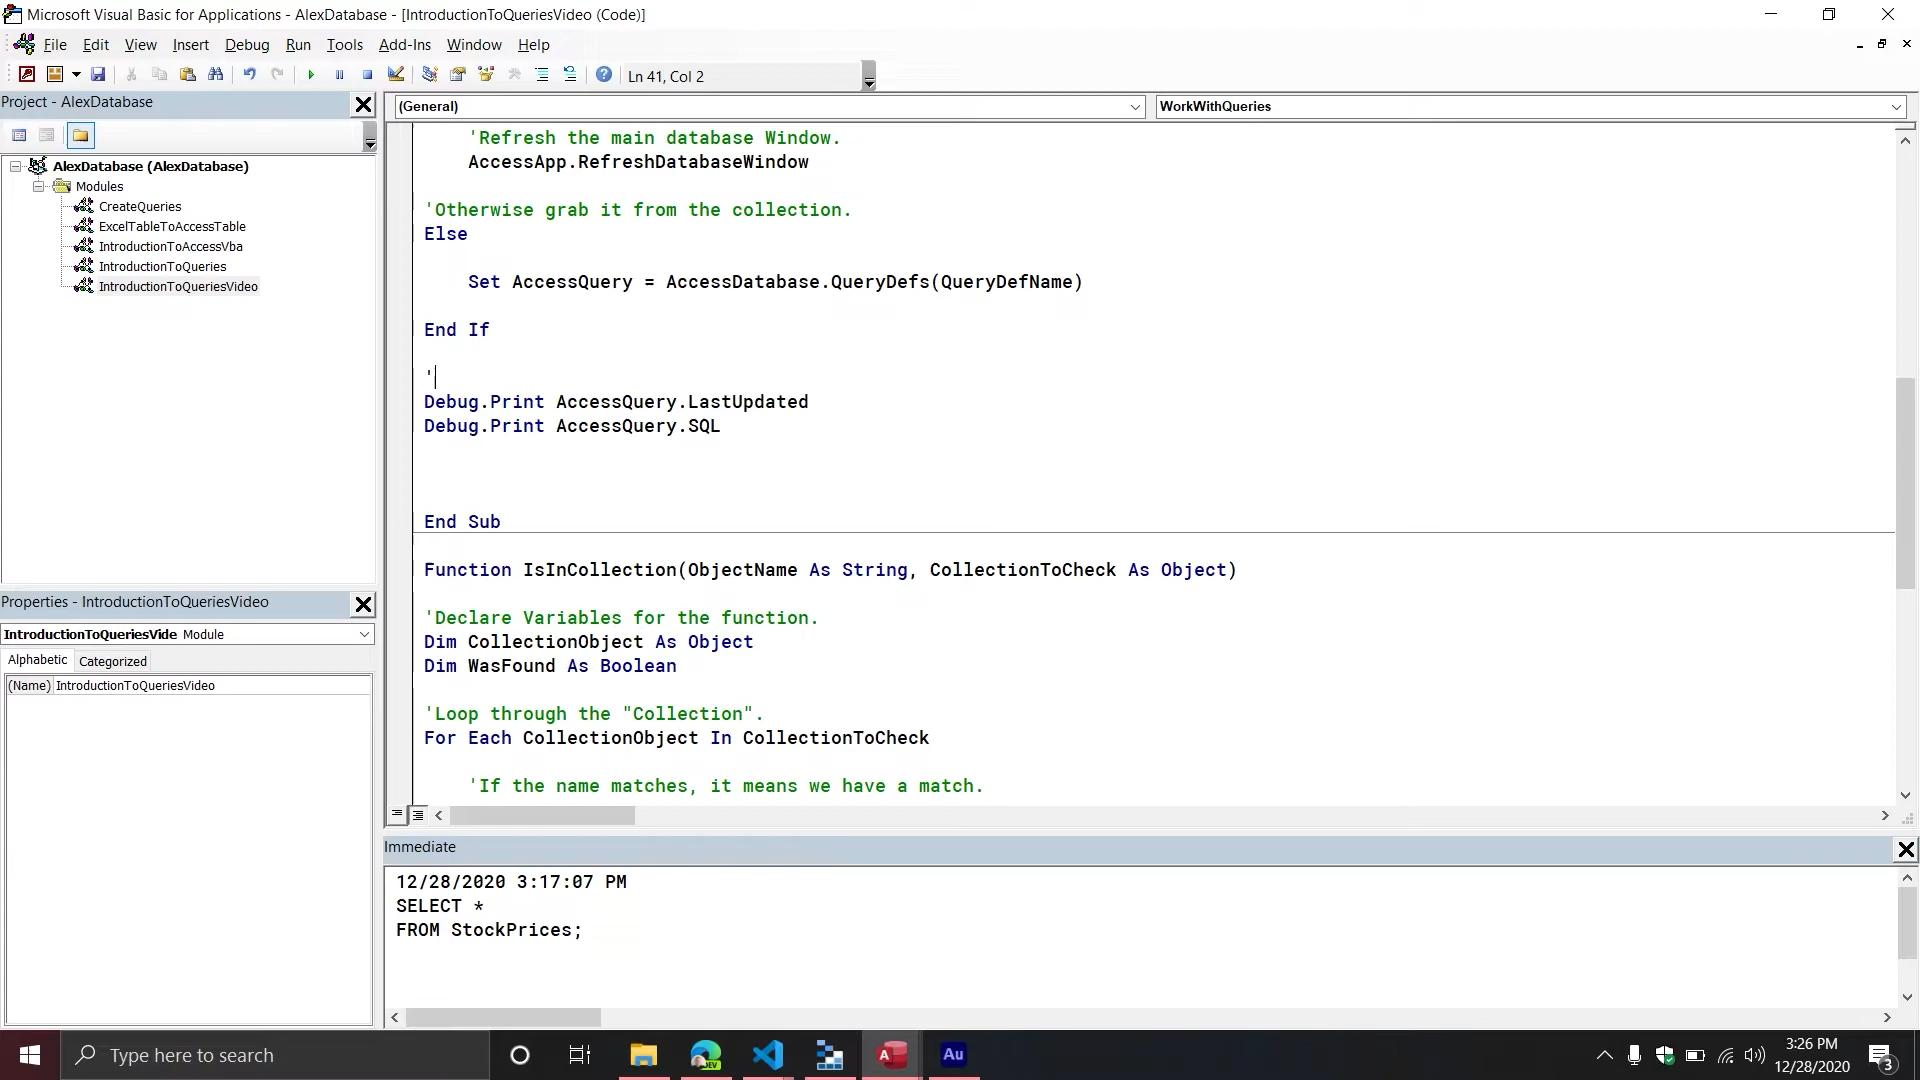 Microsoft Visual Basic for Applications - AlexDatabase - [IntroductionToQueriesVideo (Code)]
File Edit View Insert Debug Run Tools Add-Ins Window Help
Ln 41, Col 2
Project - AlexDatabase
AlexDatabase (AlexDatabase)
Modules
CreateQueries
ExcelTableToAccessTable
IntroductionToAccessVba
IntroductionToQueries
IntroductionToQueriesVideo
Properties - IntroductionToQueriesVideo
IntroductionToQueriesVide Module
Alphabetic Categorized
(Name) IntroductionToQueriesVideo
(General) WorkWithQueries
'Refresh the main database Window.
AccessApp.RefreshDatabaseWindow
'Otherwise grab it from the collection.
Else
Set AccessQuery = AccessDatabase.QueryDefs(QueryDefName)
End If
'
Debug.Print AccessQuery.LastUpdated
Debug.Print AccessQuery.SQL
End Sub
Function IsInCollection(ObjectName As String, CollectionToCheck As Object)
'Declare Variables for the function.
Dim CollectionObject As Object
Dim WasFound As Boolean
'Loop through the "Collection".
For Each CollectionObject In CollectionToCheck
'If the name matches, it means we have a match.
Immediate
12/28/2020 3:17:07 PM
SELECT *
FROM StockPrices;
Type here to search
DEV
A
Au
3:26 PM
12/28/2020
3